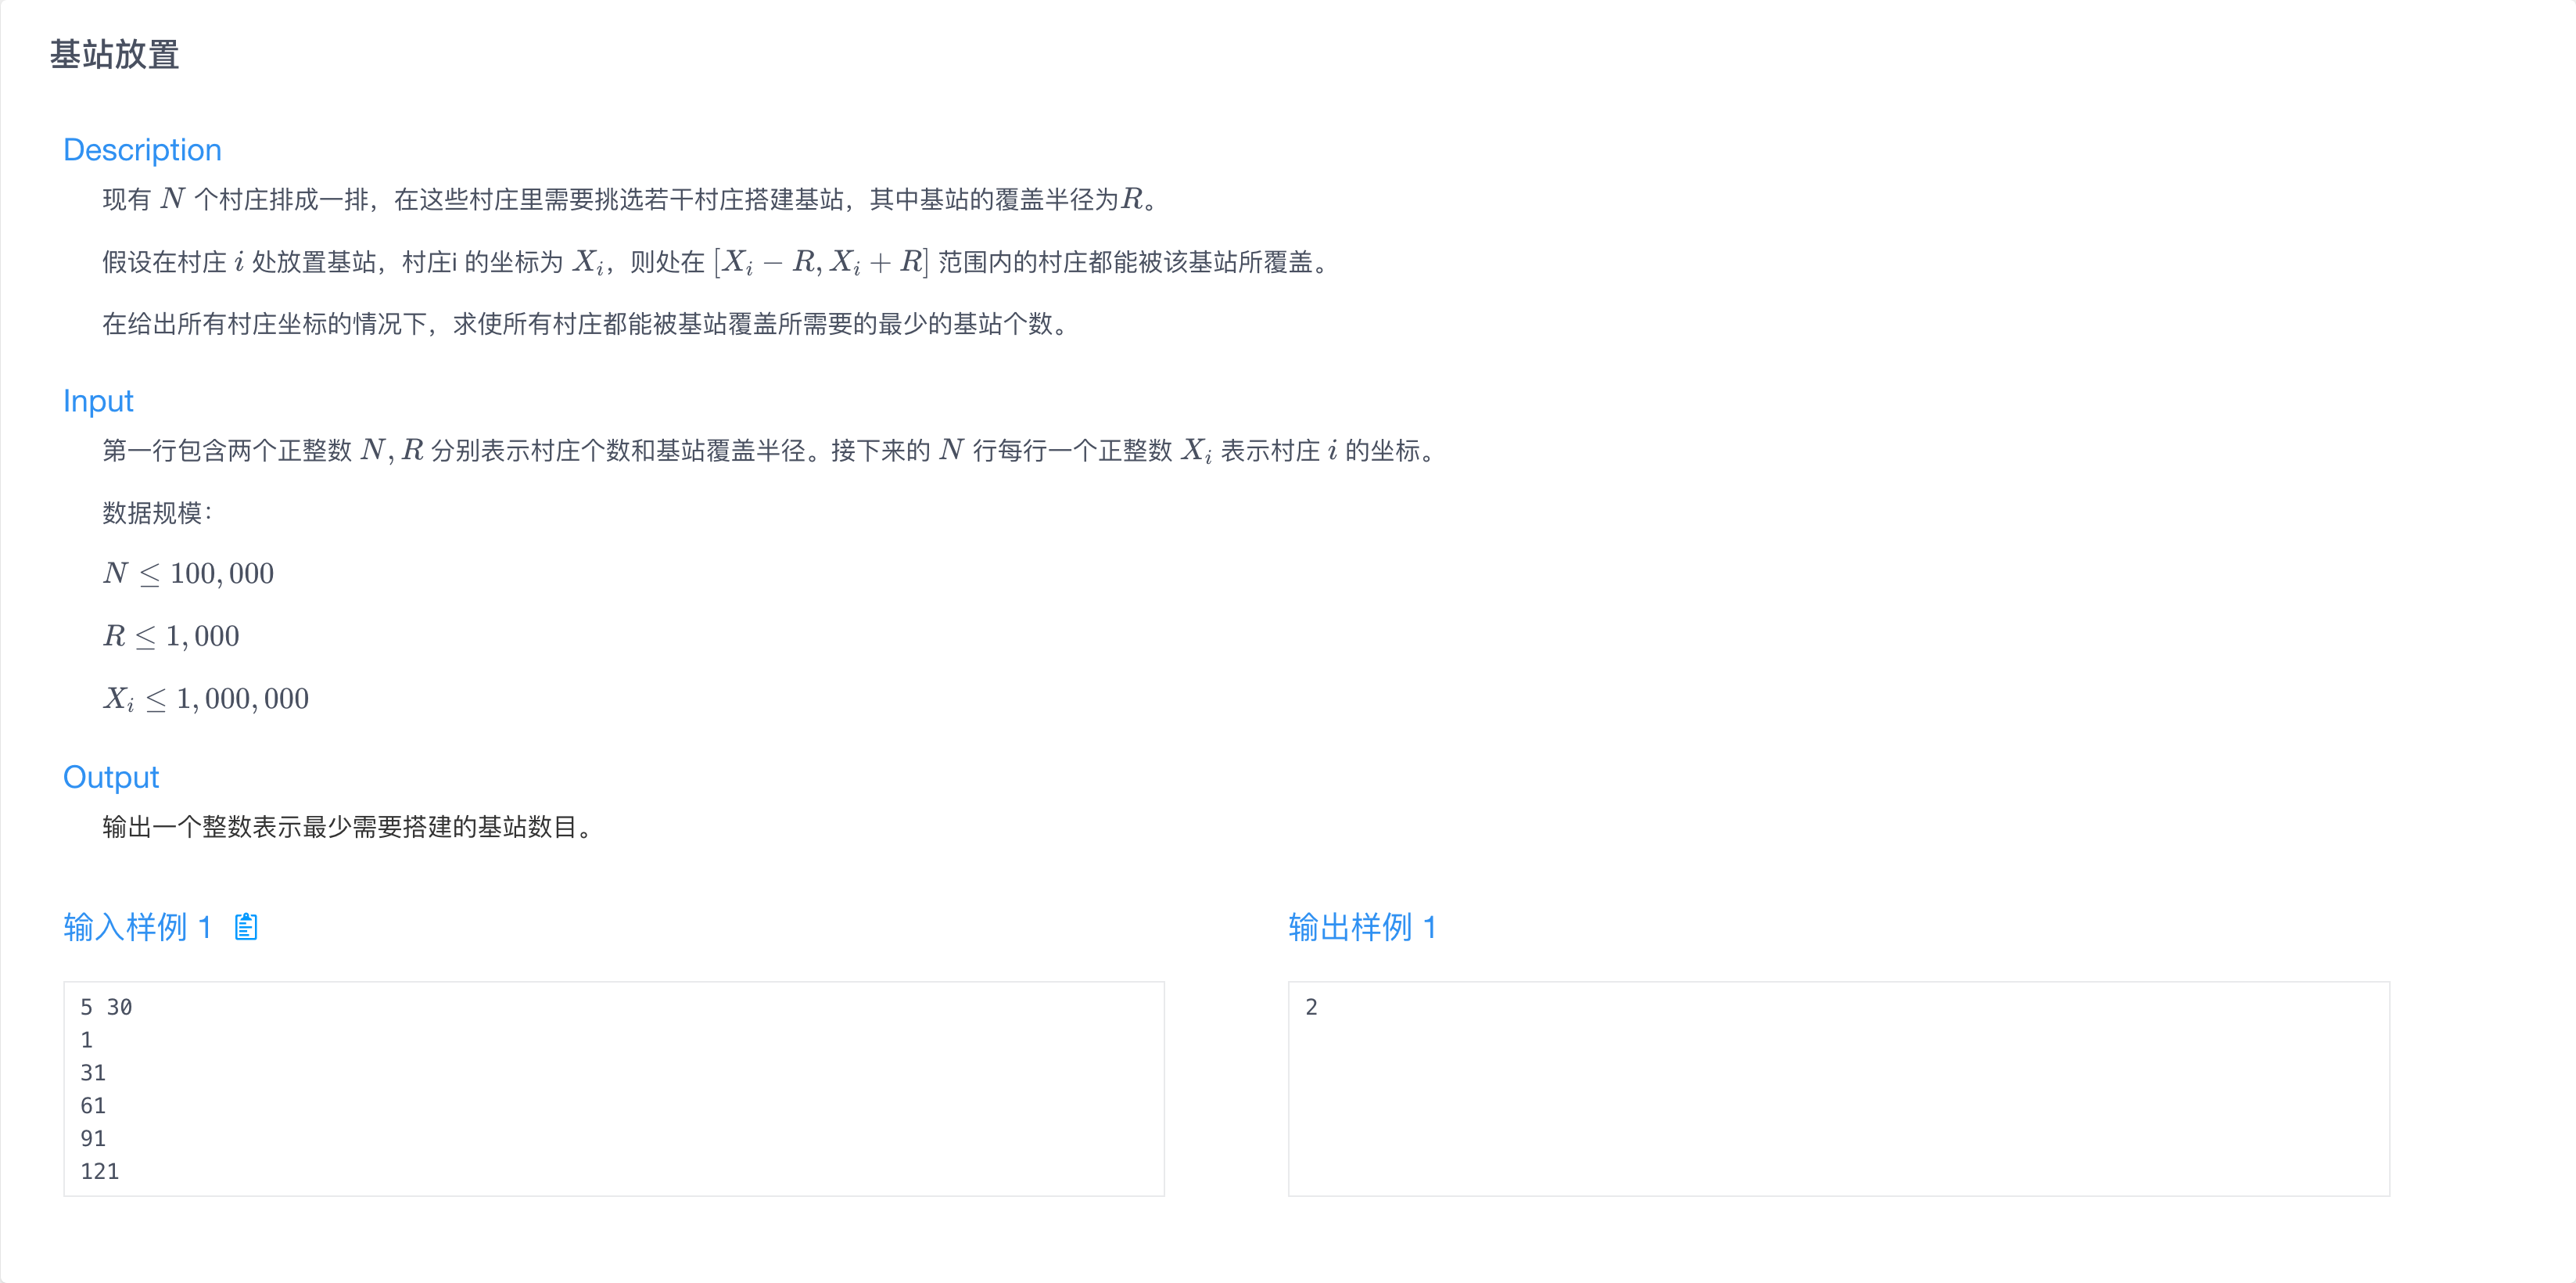 基站放置
Description
现有 N 个村庄排成一排，在这些村庄里需要挑选若干村庄搭建基站，其中基站的覆盖半径为R。
假设在村庄 i 处放置基站，村庄i 的坐标为 X_i，则处在 [X_i − R, X_i + R] 范围内的村庄都能被该基站所覆盖。
在给出所有村庄坐标的情况下，求使所有村庄都能被基站覆盖所需要的最少的基站个数。
Input
第一行包含两个正整数 N, R 分别表示村庄个数和基站覆盖半径。接下来的 N 行每行一个正整数 X_i 表示村庄 i 的坐标。
数据规模：
N ≤ 100,000
R ≤ 1,000
X_i ≤ 1,000,000
Output
输出一个整数表示最少需要搭建的基站数目。
输入样例 1
5 30
1
31
61
91
121
输出样例 1
2